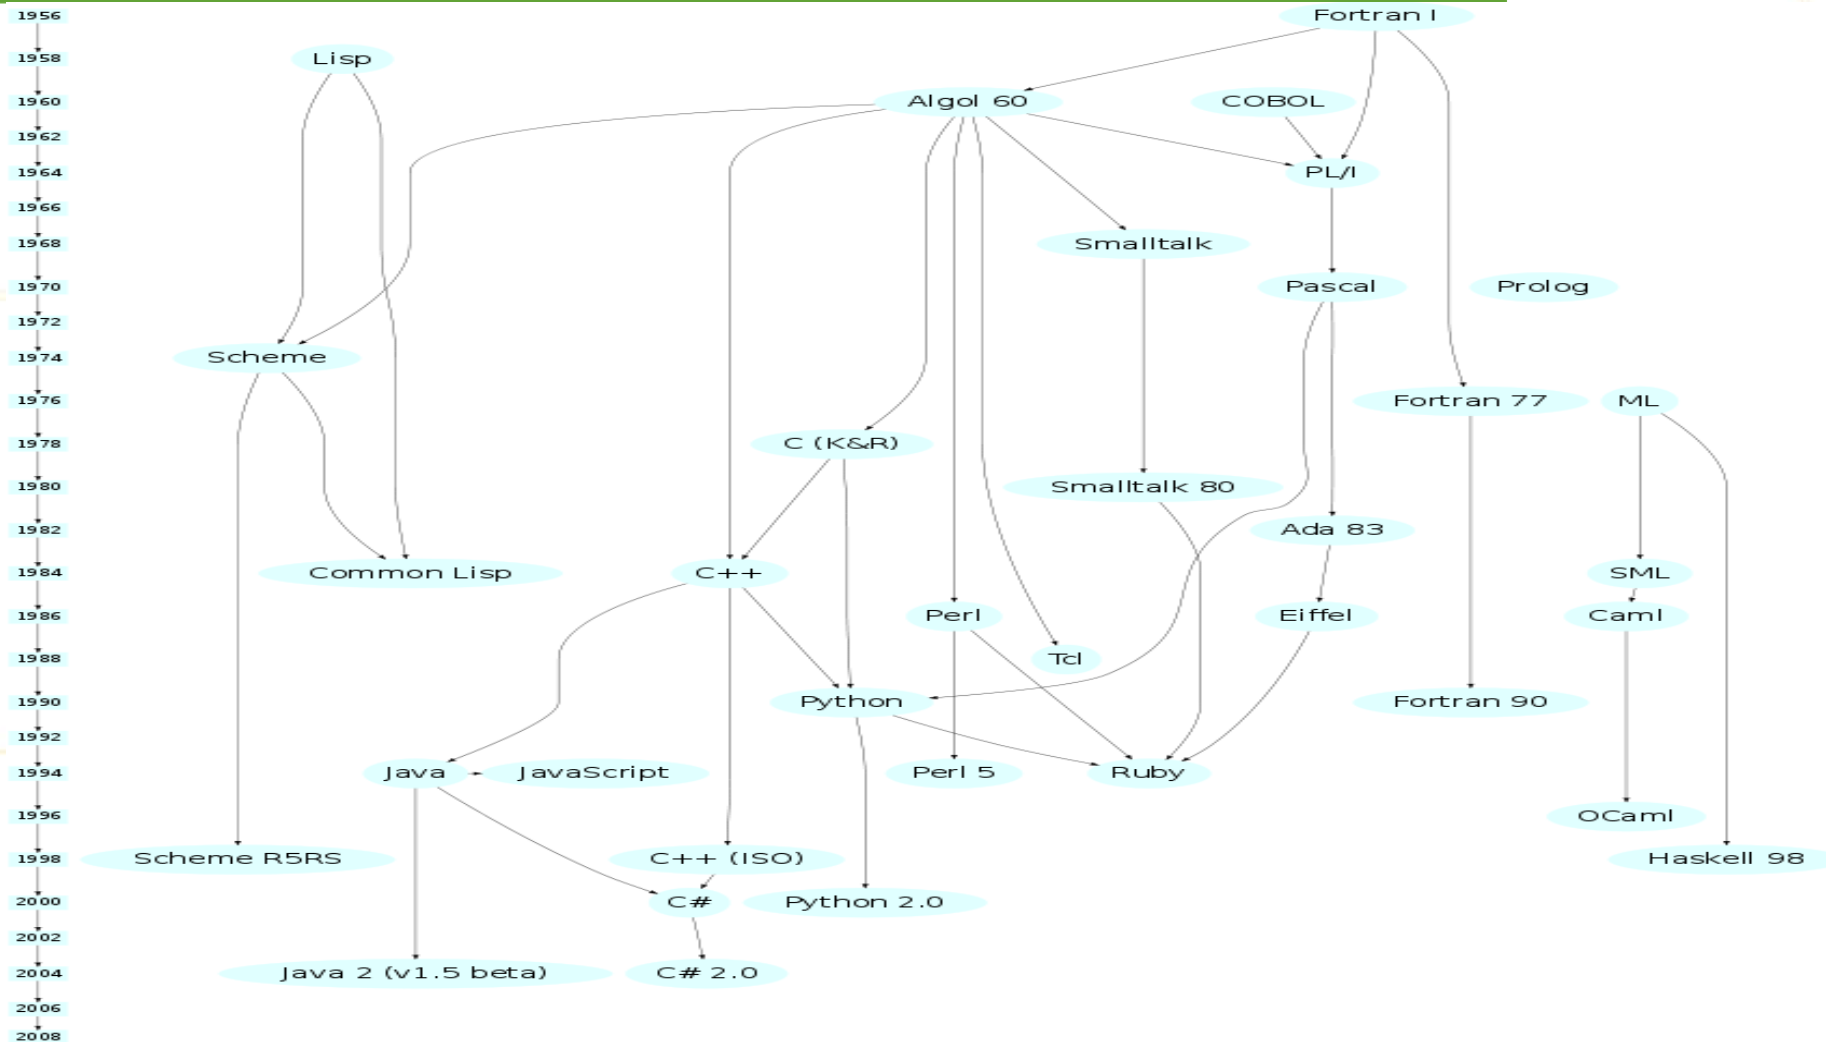 1956 Fortran I
1958 Lisp
1960 Algol 60 COBOL
1962
1964 PL/I
1966
1968 Smalltalk
1970 Pascal Prolog
1972
1974 Scheme
1976 Fortran 77 ML
1978 C (K&R)
1980 Smalltalk 80
1982 Ada 83
1984 Common Lisp C++ SML
1986 Perl Eiffel Caml
1988 Tcl
1990 Python Fortran 90
1992
1994 Java JavaScript Perl 5 Ruby
1996 OCaml
1998 Scheme R5RS C++ (ISO) Haskell 98
2000 C# Python 2.0
2002
2004 Java 2 (v1.5 beta) C# 2.0
2006
2008